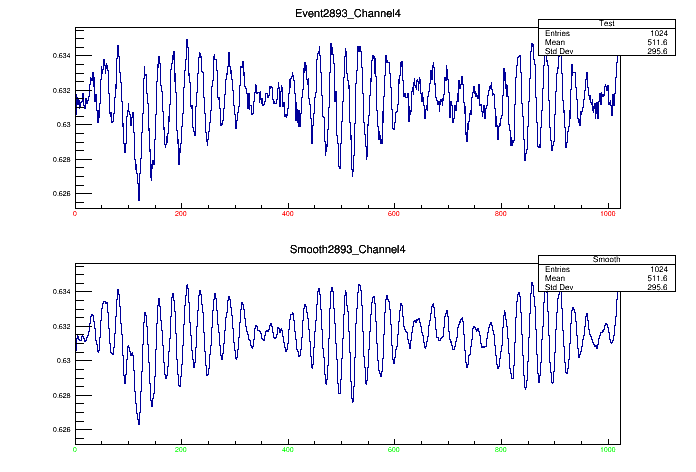 Event2893_Channel4
Test
Entries 1024
Mean 511.6
Std Dev 295.6
0.634
0.632
0.63
0.628
0.626
0 200 400 600 800 1000
Smooth2893_Channel4
Smooth
Entries 1024
Mean 511.6
Std Dev 295.6
0.634
0.632
0.63
0.628
0.626
0 200 400 600 800 1000